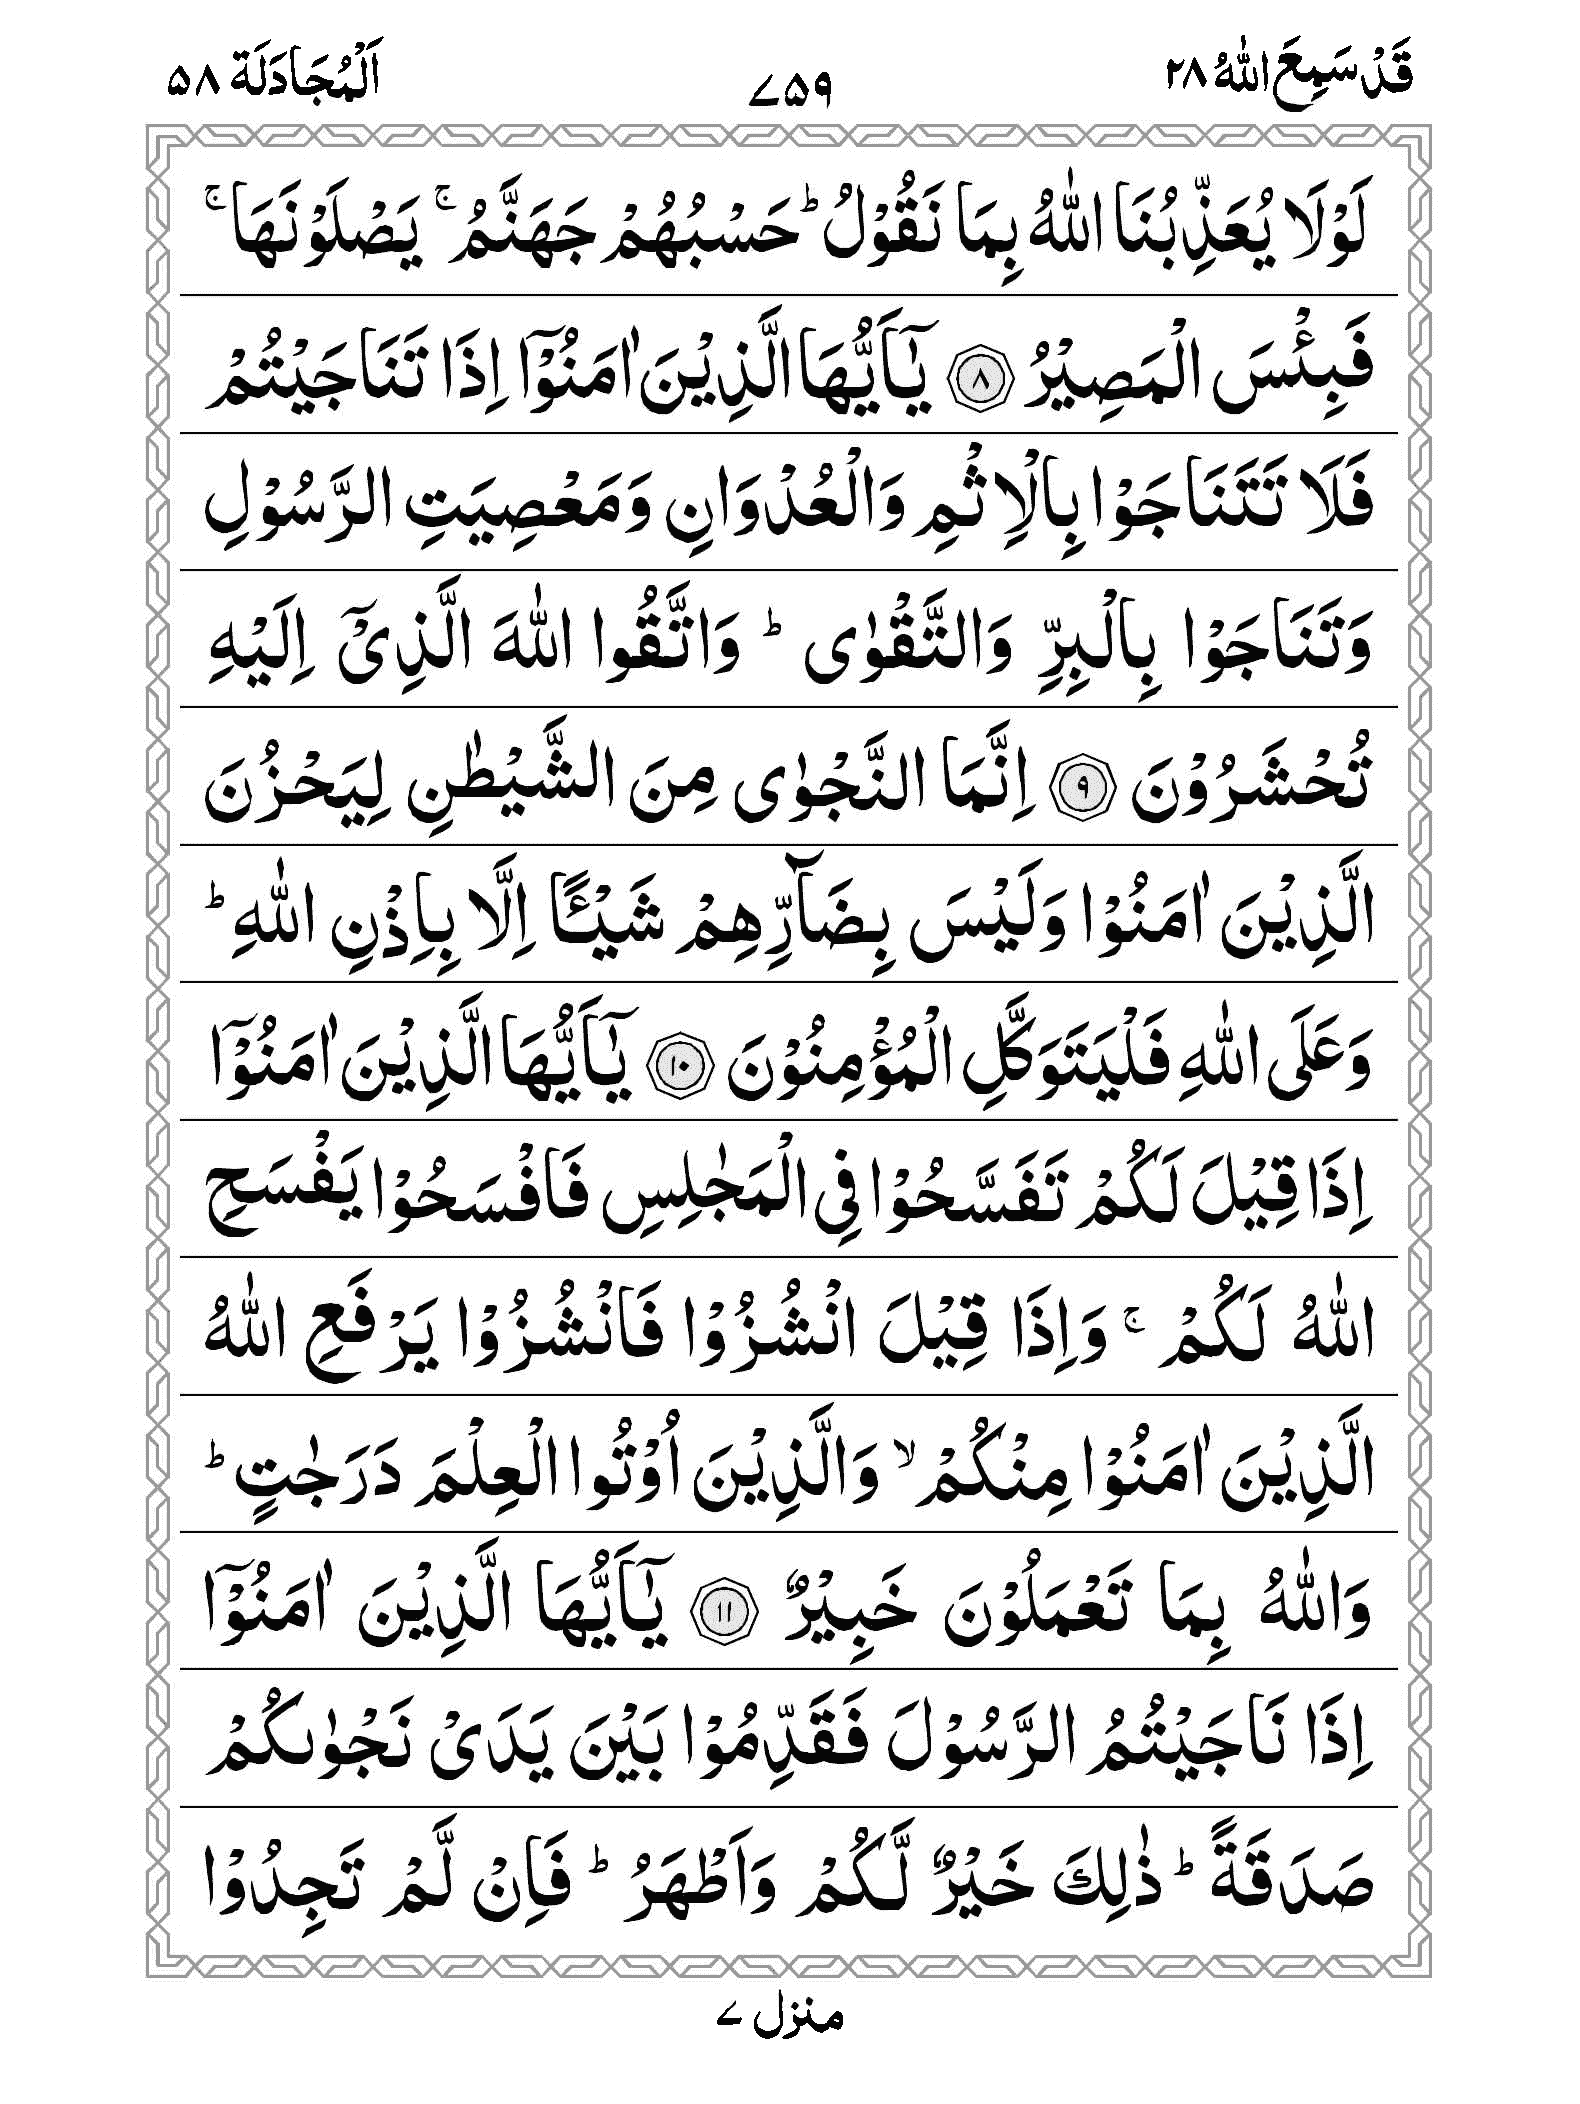 قَدْ سَمِعَ اللّٰهُ ٢٨ ٧٥٩ اَلْمُجَادَلَة ٥٨
لَوْلَا يُعَذِّبُنَا اللّٰهُ بِمَا نَقُوْلُ ؕ حَسْبُهُمْ جَهَنَّمُ ۚ يَصْلَوْنَهَا ۚ
فَبِئْسَ الْمَصِيْرُ ۝٨ يٰۤاَيُّهَا الَّذِيْنَ اٰمَنُوْۤا اِذَا تَنَاجَيْتُمْ
فَلَا تَتَنَاجَوْا بِالْاِثْمِ وَالْعُدْوَانِ وَمَعْصِيَتِ الرَّسُوْلِ
وَتَنَاجَوْا بِالْبِرِّ وَالتَّقْوٰى ؕ وَاتَّقُوا اللّٰهَ الَّذِيْۤ اِلَيْهِ
تُحْشَرُوْنَ ۝٩ اِنَّمَا النَّجْوٰى مِنَ الشَّيْطٰنِ لِيَحْزُنَ
الَّذِيْنَ اٰمَنُوْا وَلَيْسَ بِضَآرِّهِمْ شَيْـًٔا اِلَّا بِاِذْنِ اللّٰهِ ؕ
وَعَلَى اللّٰهِ فَلْيَتَوَكَّلِ الْمُؤْمِنُوْنَ ۝١٠ يٰۤاَيُّهَا الَّذِيْنَ اٰمَنُوْۤا
اِذَا قِيْلَ لَكُمْ تَفَسَّحُوْا فِي الْمَجٰلِسِ فَافْسَحُوْا يَفْسَحِ
اللّٰهُ لَكُمْ ۚ وَاِذَا قِيْلَ انْشُزُوْا فَانْشُزُوْا يَرْفَعِ اللّٰهُ
الَّذِيْنَ اٰمَنُوْا مِنْكُمْ ۙ وَالَّذِيْنَ اُوْتُوا الْعِلْمَ دَرَجٰتٍ ؕ
وَاللّٰهُ بِمَا تَعْمَلُوْنَ خَبِيْرٌ ۝١١ يٰۤاَيُّهَا الَّذِيْنَ اٰمَنُوْۤا
اِذَا نَاجَيْتُمُ الرَّسُوْلَ فَقَدِّمُوْا بَيْنَ يَدَيْ نَجْوٰىكُمْ
صَدَقَةً ؕ ذٰلِكَ خَيْرٌ لَّكُمْ وَاَطْهَرُ ؕ فَاِنْ لَّمْ تَجِدُوْا
منزل ٧